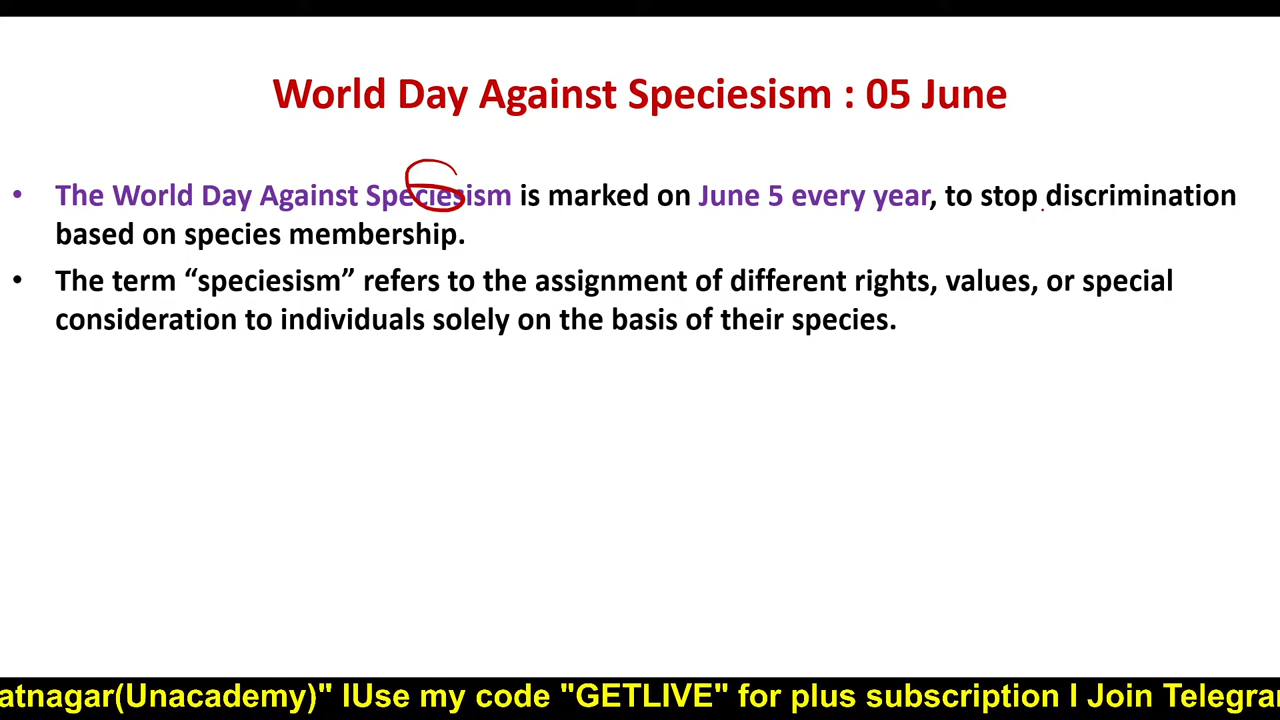 World Day Against Speciesism : 05 June
• The World Day Against Speciesism is marked on June 5 every year, to stop discrimination
based on species membership.
• The term “speciesism” refers to the assignment of different rights, values, or special
consideration to individuals solely on the basis of their species.
atnagar(Unacademy)" lUse my code "GETLIVE" for plus subscription I Join Telegra